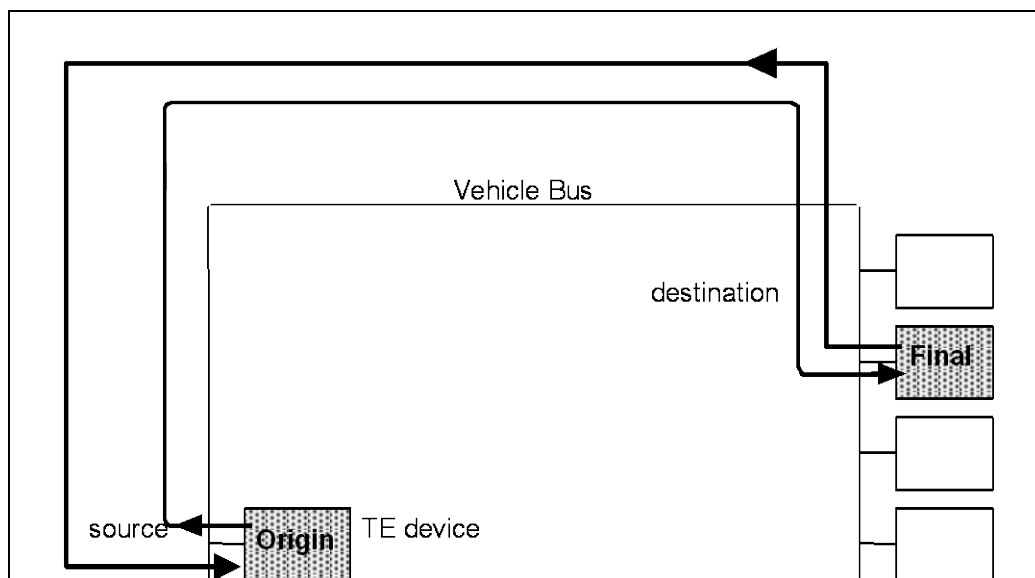 Vehicle Bus
destination
Final
source
Origin
TE device